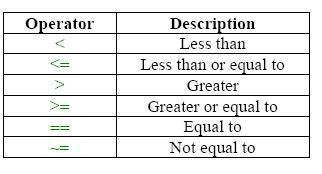 Operator Description
< Less than
<= Less than or equal to
> Greater
>= Greater or equal to
== Equal to
~= Not equal to